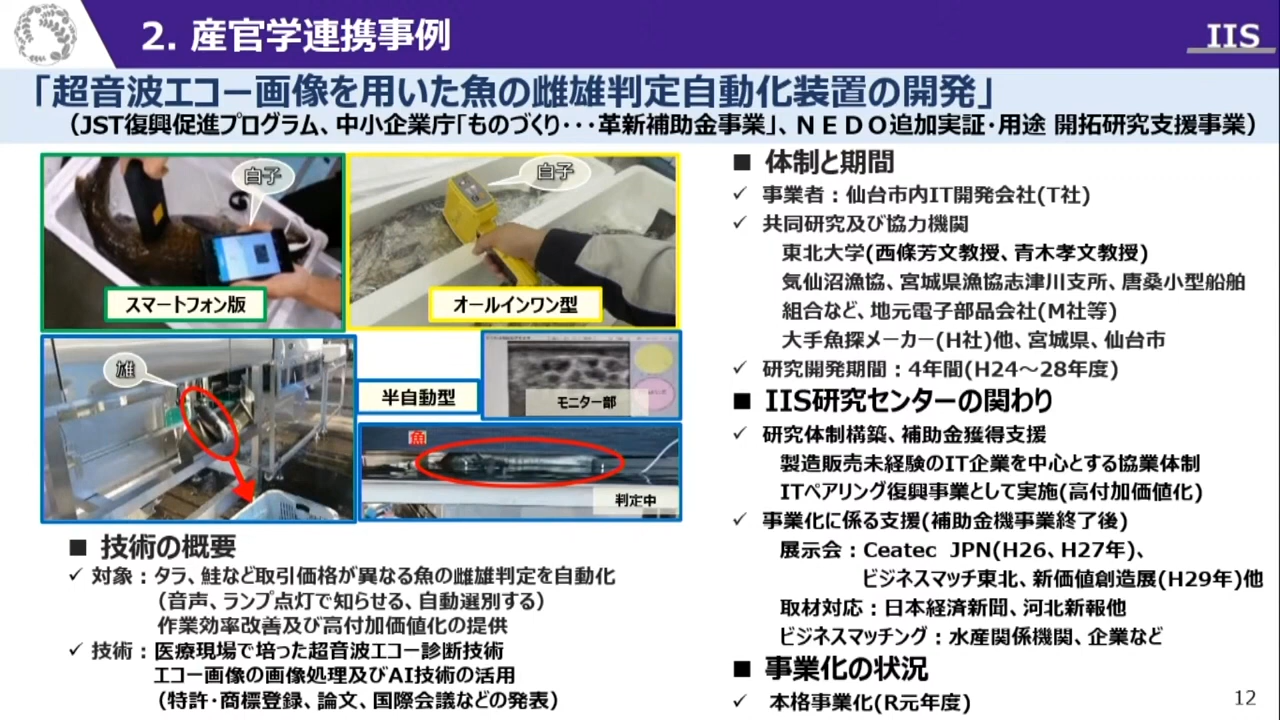 2. 産官学連携事例
IIS
「超音波エコー画像を用いた魚の雌雄判定自動化装置の開発」
（JST復興促進プログラム、中小企業庁「ものづくり・・・革新補助金事業」、ＮＥＤＯ追加実証・用途 開拓研究支援事業）
白子
スマートフォン版
白子
オールインワン型
雄
半自動型
モニター部
魚
判定中
■ 技術の概要
✓ 対象：タラ、鮭など取引価格が異なる魚の雌雄判定を自動化
（音声、ランプ点灯で知らせる、自動選別する）
作業効率改善及び高付加価値化の提供
✓ 技術：医療現場で培った超音波エコー診断技術
エコー画像の画像処理及びAI技術の活用
（特許・商標登録、論文、国際会議などの発表）
■ 体制と期間
✓ 事業者：仙台市内IT開発会社(T社)
✓ 共同研究及び協力機関
東北大学(西條芳文教授、青木孝文教授)
気仙沼漁協、宮城県漁協志津川支所、唐桑小型船舶
組合など、地元電子部品会社(M社等)
大手魚探メーカー(H社)他、宮城県、仙台市
✓ 研究開発期間：4年間(H24～28年度)
■ IIS研究センターの関わり
✓ 研究体制構築、補助金獲得支援
製造販売未経験のIT企業を中心とする協業体制
ITペアリング復興事業として実施(高付加価値化)
✓ 事業化に係る支援(補助金機事業終了後)
展示会：Ceatec JPN(H26、H27年)、
ビジネスマッチ東北、新価値創造展(H29年)他
取材対応：日本経済新聞、河北新報他
ビジネスマッチング：水産関係機関、企業など
■ 事業化の状況
✓ 本格事業化(R元年度)
12